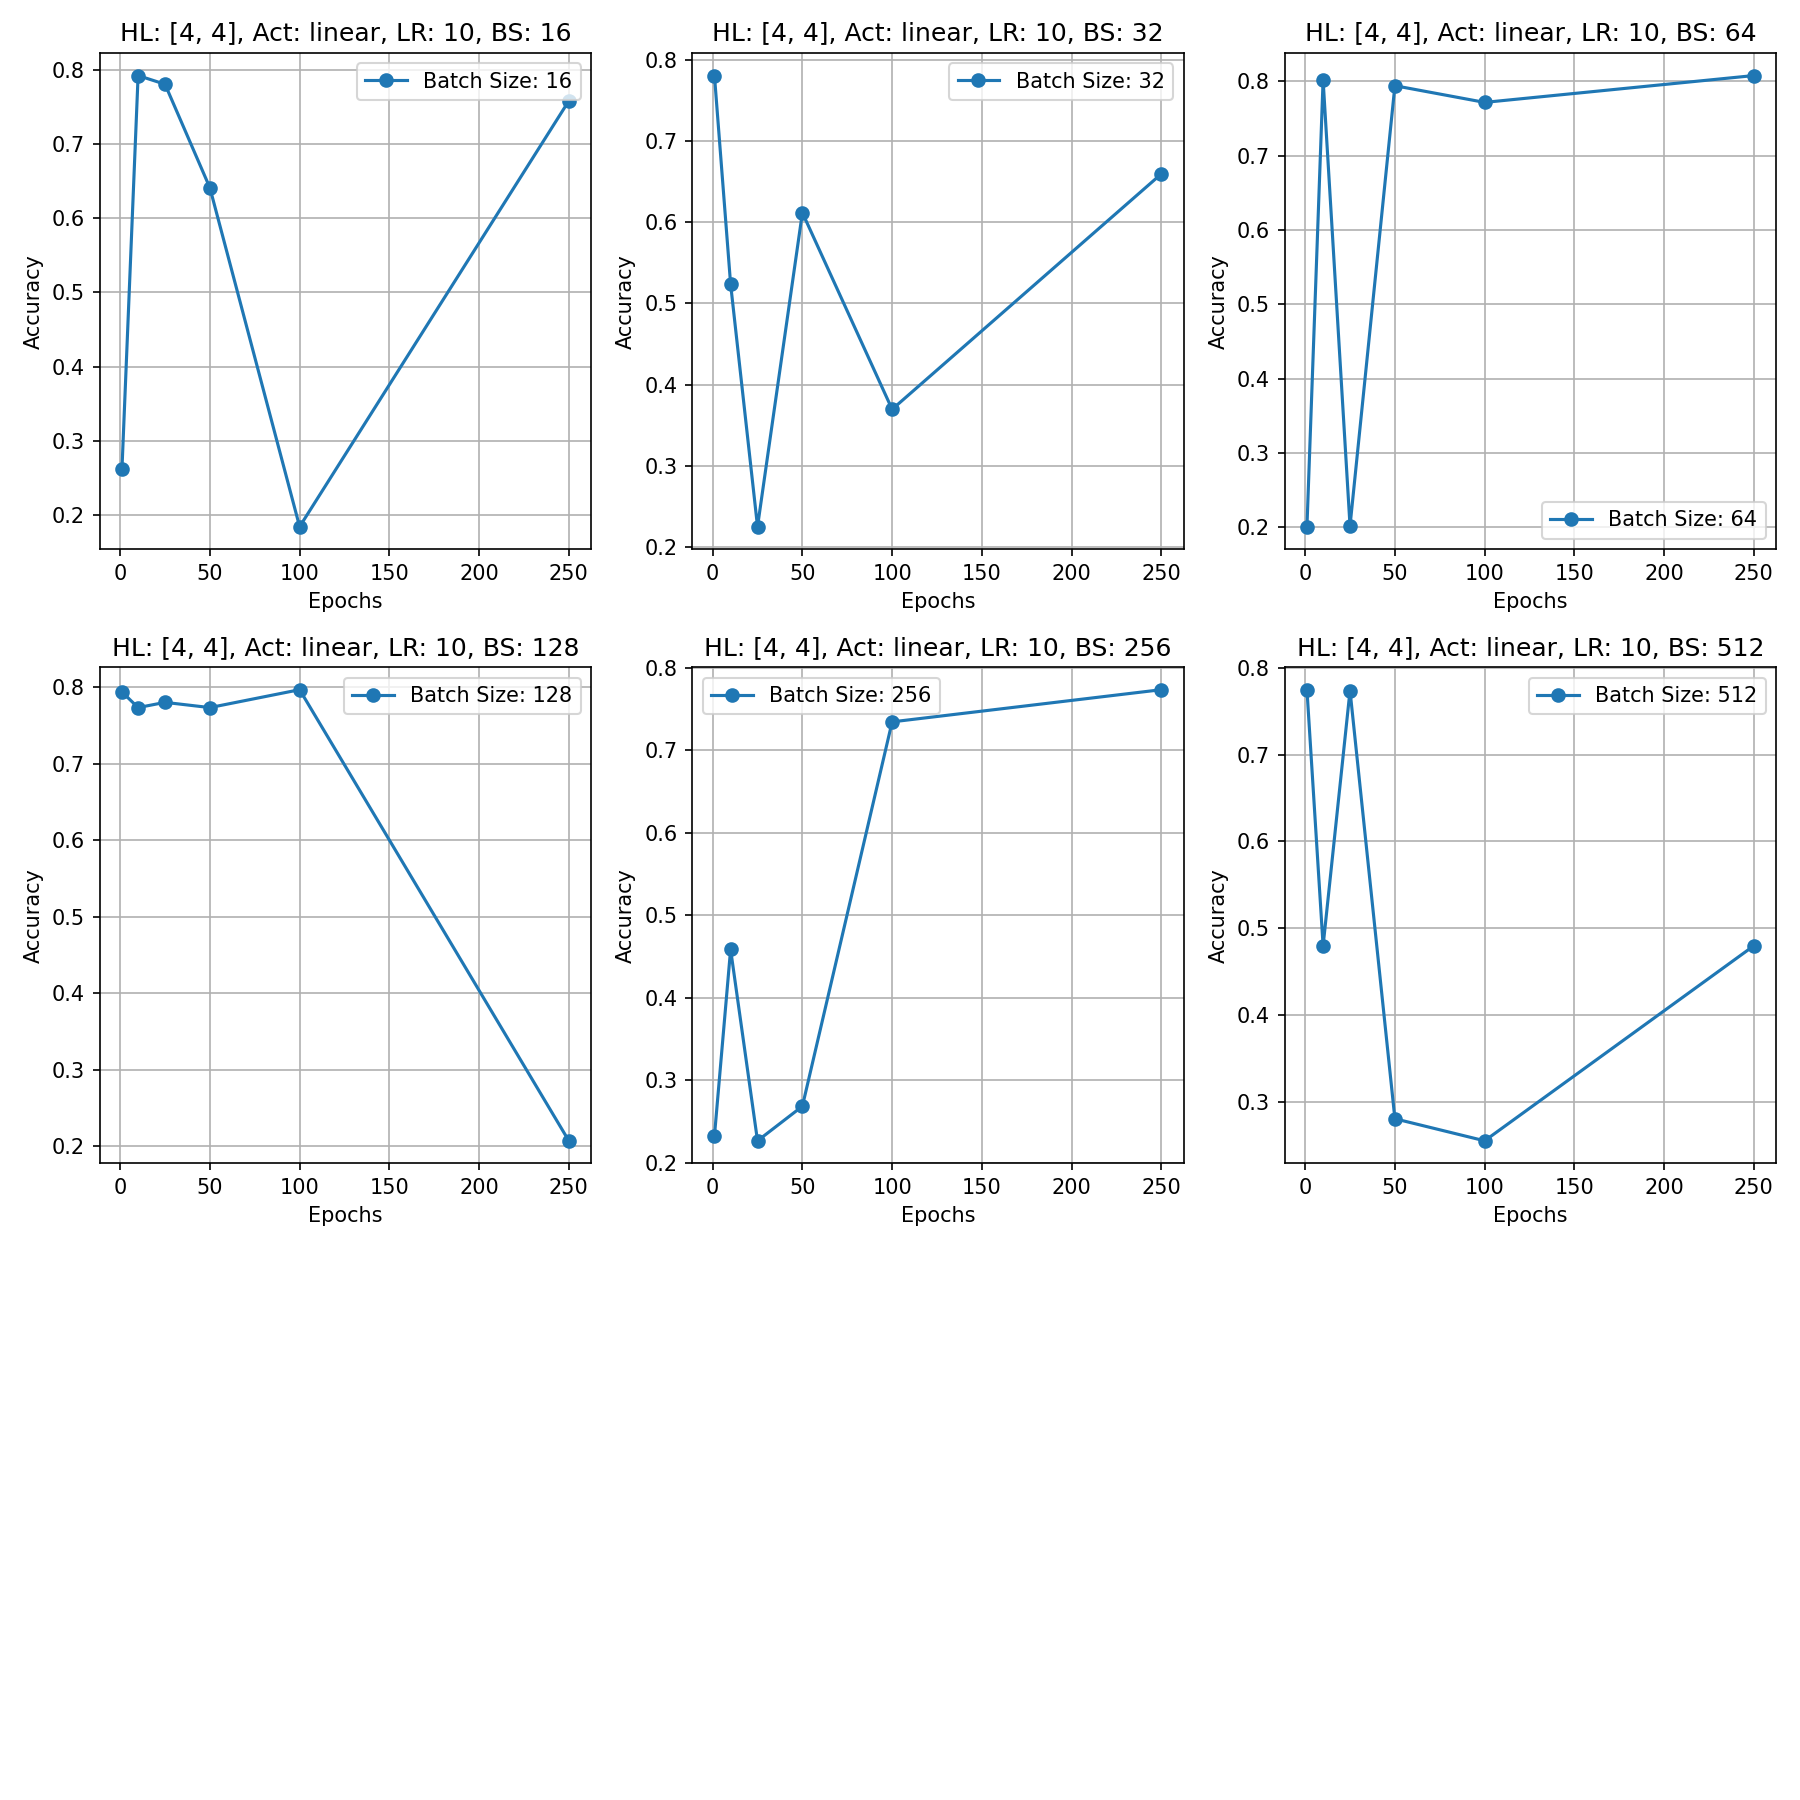 HL: [4, 4], Act: linear, LR: 10, BS: 16
Batch Size: 16
Accuracy
0.8
0.7
0.6
0.5
0.4
0.3
0.2
0 50 100 150 200 250
Epochs
HL: [4, 4], Act: linear, LR: 10, BS: 32
Batch Size: 32
Accuracy
0.8
0.7
0.6
0.5
0.4
0.3
0.2
0 50 100 150 200 250
Epochs
HL: [4, 4], Act: linear, LR: 10, BS: 64
Accuracy
0.8
0.7
0.6
0.5
0.4
0.3
0.2
Batch Size: 64
0 50 100 150 200 250
Epochs
HL: [4, 4], Act: linear, LR: 10, BS: 128
Batch Size: 128
Accuracy
0.8
0.7
0.6
0.5
0.4
0.3
0.2
0 50 100 150 200 250
Epochs
HL: [4, 4], Act: linear, LR: 10, BS: 256
Batch Size: 256
Accuracy
0.8
0.7
0.6
0.5
0.4
0.3
0.2
0 50 100 150 200 250
Epochs
HL: [4, 4], Act: linear, LR: 10, BS: 512
Batch Size: 512
Accuracy
0.8
0.7
0.6
0.5
0.4
0.3
0 50 100 150 200 250
Epochs